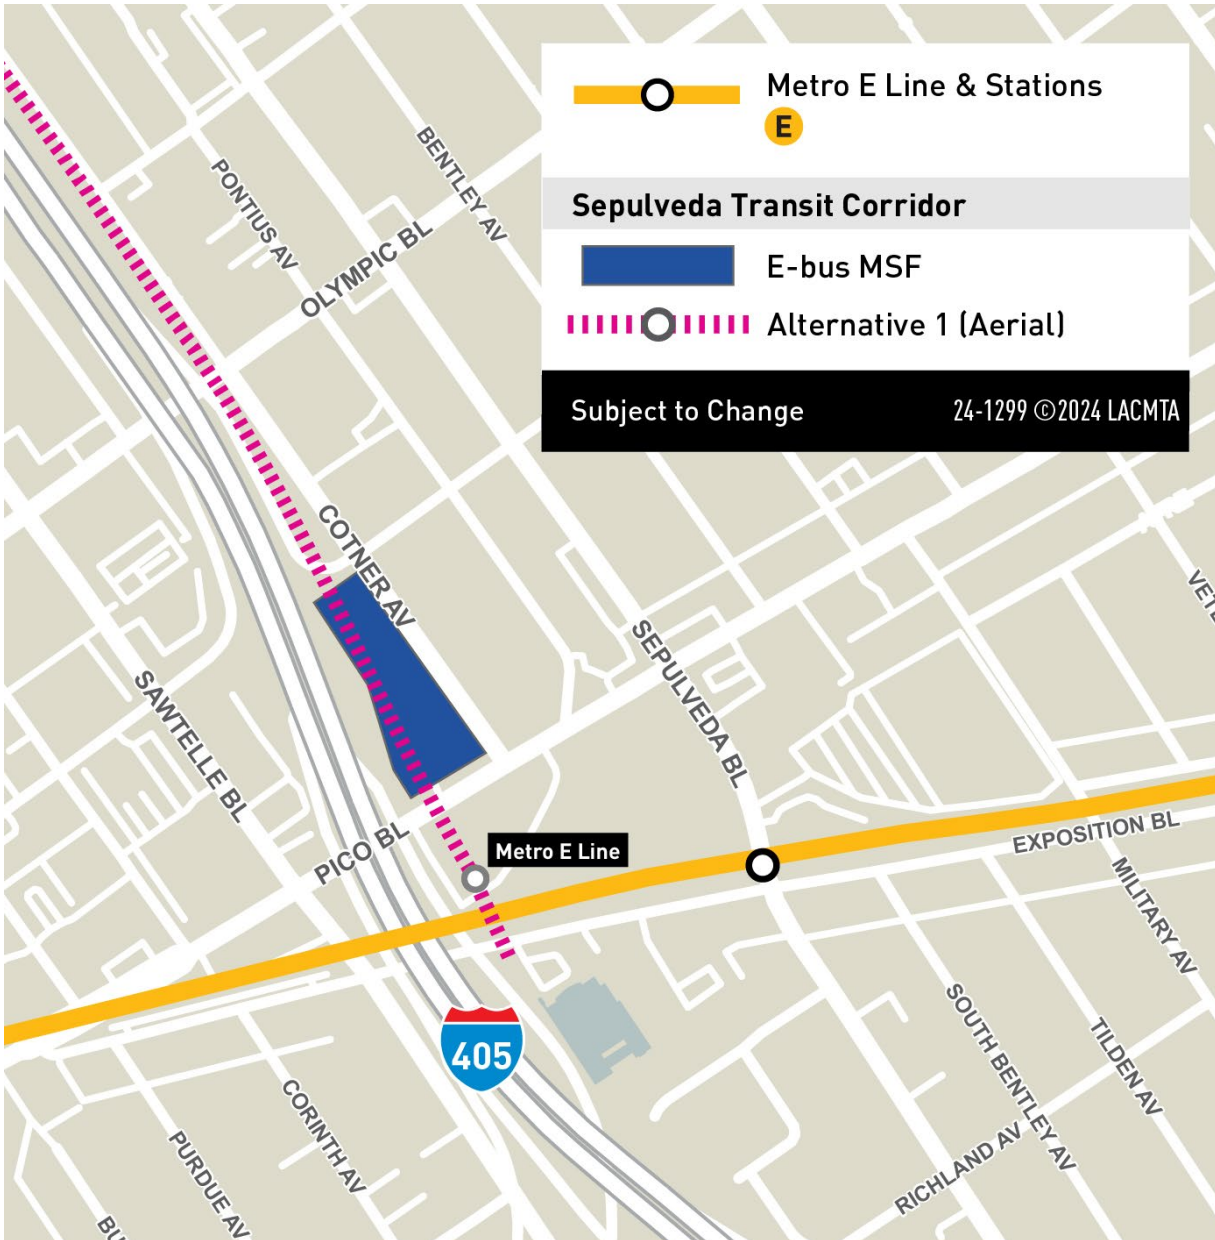 Metro E Line & Stations
E
Sepulveda Transit Corridor
E-bus MSF
Alternative 1 (Aerial)
Subject to Change 24-1299 ©2024 LACMTA
BENTLEY AV
PONTIUS AV
OLYMPIC BL
COTNER AV
SEPULVEDA BL
SAWTELLE BL
PICO BL
Metro E Line
EXPOSITION BL
MILITARY AV
405
SOUTH BENTLEY AV
TILDEN AV
CORINTH AV
PURDUE AV
RICHLAND AV